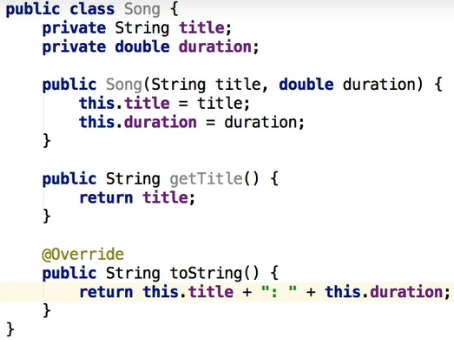 public class Song {
    private String title;
    private double duration;

    public Song(String title, double duration) {
        this.title = title;
        this.duration = duration;
    }

    public String getTitle() {
        return title;
    }

    @Override
    public String toString() {
        return this.title + ": " + this.duration;
    }
}